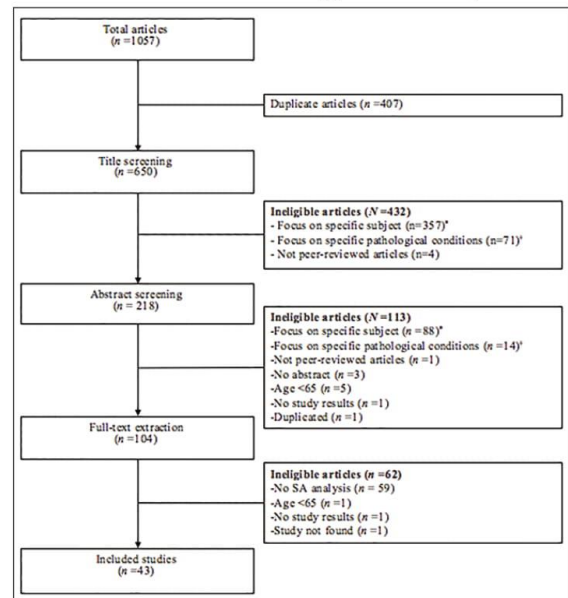 Total articles
(n =1057)
Duplicate articles (n =407)
Title screening
(n =650)
Ineligible articles (N =432)
- Focus on specific subject (n=357)*
- Focus on specific pathological conditions (n=71)
- Not peer-reviewed articles (n=4)
Abstract screening
(n = 218)
Ineligible articles (N =113)
-Focus on specific subject (n =88)*
-Focus on specific pathological conditions (n =14)
-Not peer-reviewed articles (n =1)
-No abstract (n =3)
-Age <65 (n =5)
-No study results (n =1)
-Duplicated (n =1)
Full-text extraction
(n =104)
Ineligible articles (n =62)
-No SA analysis (n = 59)
-Age <65 (n =1)
-No study results (n =1)
-Study not found (n =1)
Included studies
(n =43)